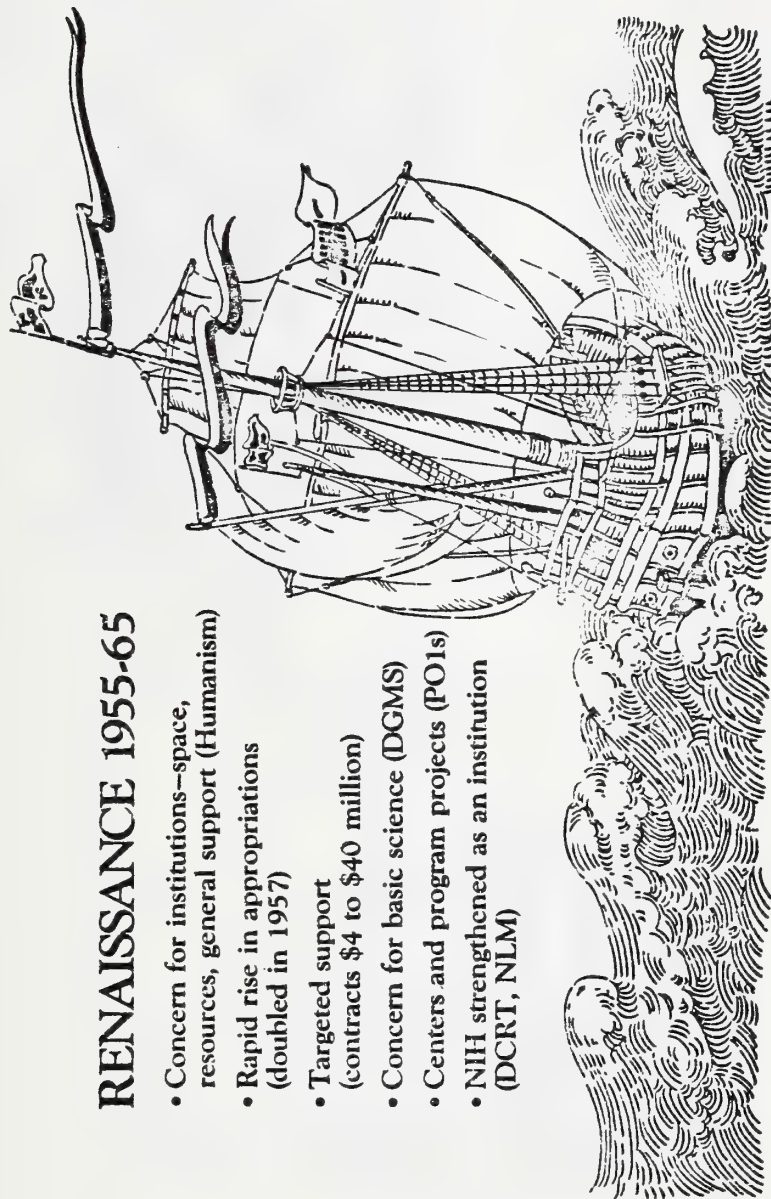 RENAISSANCE 1955-65
• Concern for institutions–space,
resources, general support (Humanism)
• Rapid rise in appropriations
(doubled in 1957)
• Targeted support
(contracts $4 to $40 million)
• Concern for basic science (DGMS)
• Centers and program projects (PO1s)
• NIH strengthened as an institution
(DCRT, NLM)